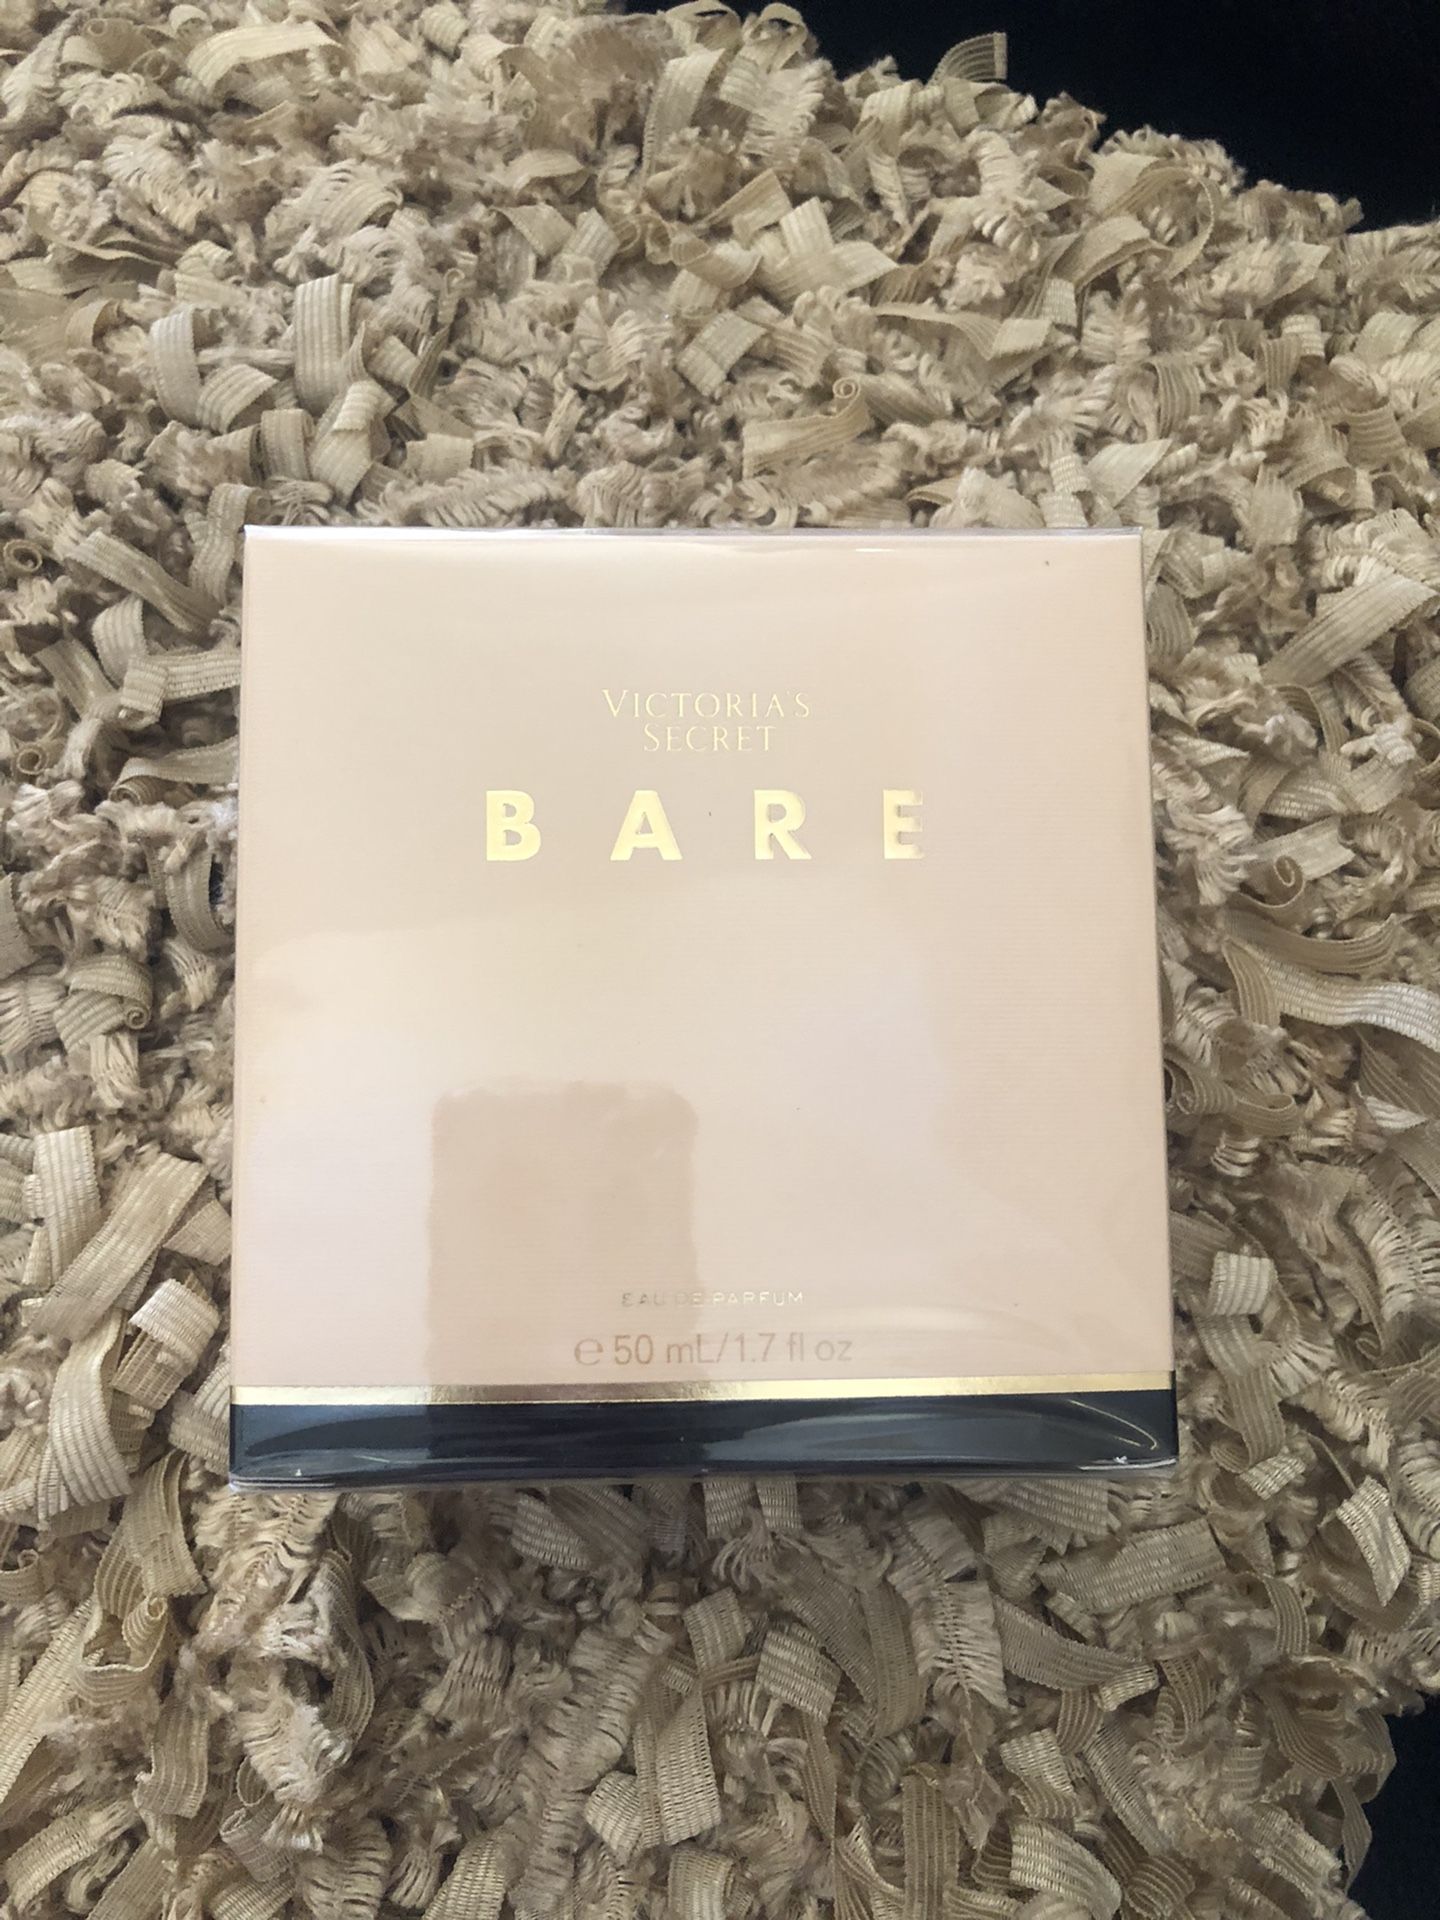 VICTORIA'S
SECRET
BARE
EAU DE PARFUM
℮ 50 mL/1.7 fl oz